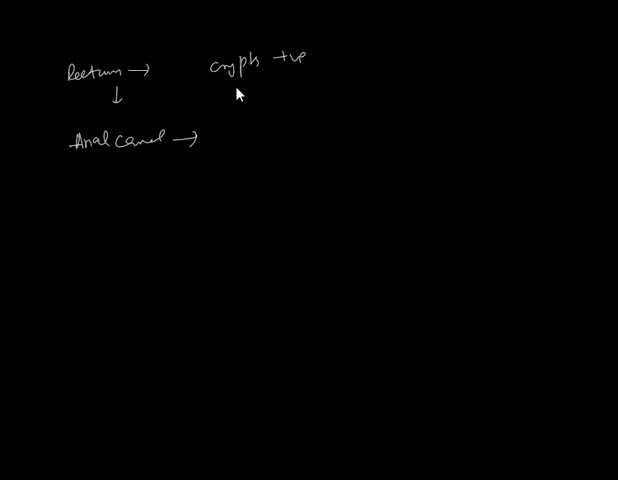 Rectum → crypts +ve
↓
Anal canal →